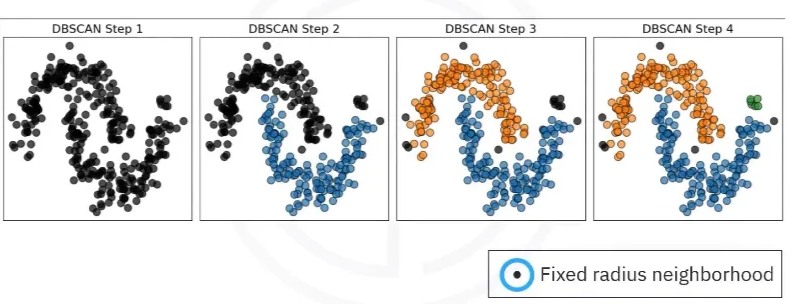 DBSCAN Step 1
DBSCAN Step 2
DBSCAN Step 3
DBSCAN Step 4
Fixed radius neighborhood